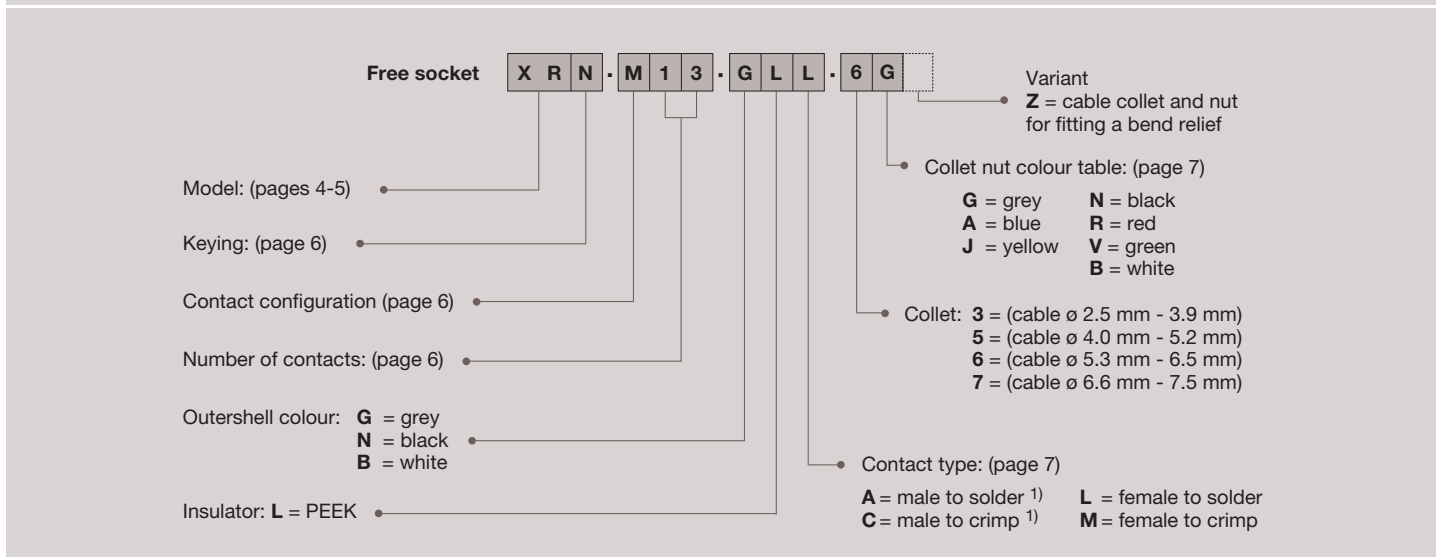 Free socket X R N . M 1 3 . G L L . 6 G
Variant
Z = cable collet and nut
for fitting a bend relief
Collet nut colour table: (page 7)
G = grey N = black
A = blue R = red
J = yellow V = green
B = white
Model: (pages 4-5)
Keying: (page 6)
Contact configuration (page 6)
Number of contacts: (page 6)
Collet: 3 = (cable ø 2.5 mm - 3.9 mm)
5 = (cable ø 4.0 mm - 5.2 mm)
6 = (cable ø 5.3 mm - 6.5 mm)
7 = (cable ø 6.6 mm - 7.5 mm)
Outershell colour: G = grey
N = black
B = white
Insulator: L = PEEK
Contact type: (page 7)
A = male to solder 1) L = female to solder
C = male to crimp 1) M = female to crimp